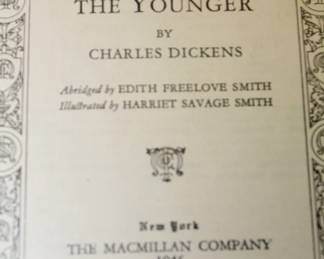 THE YOUNGER
BY
CHARLES DICKENS
Abridged by EDITH FREELOVE SMITH
Illustrated by HARRIET SAVAGE SMITH
New York
THE MACMILLAN COMPANY